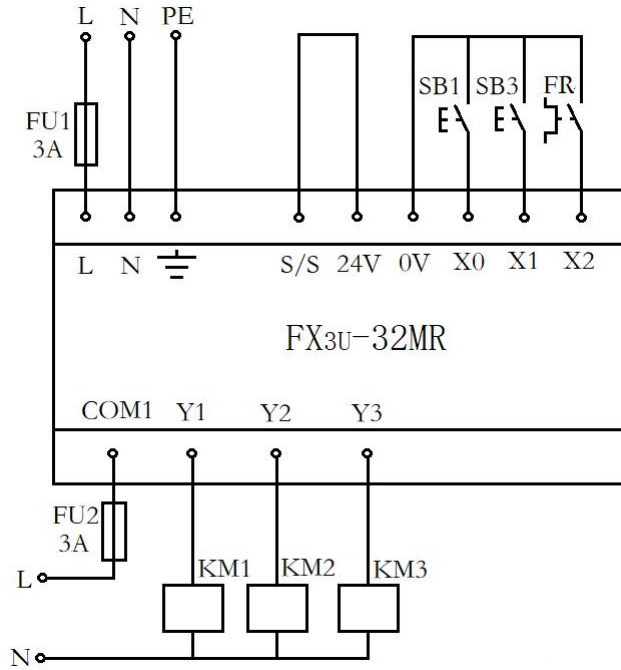 L N PE
SB1 SB3 FR
FU1
3A
L N S/S 24V 0V X0 X1 X2
FX3U-32MR
COM1 Y1 Y2 Y3
FU2
3A
KM1 KM2 KM3
L
N